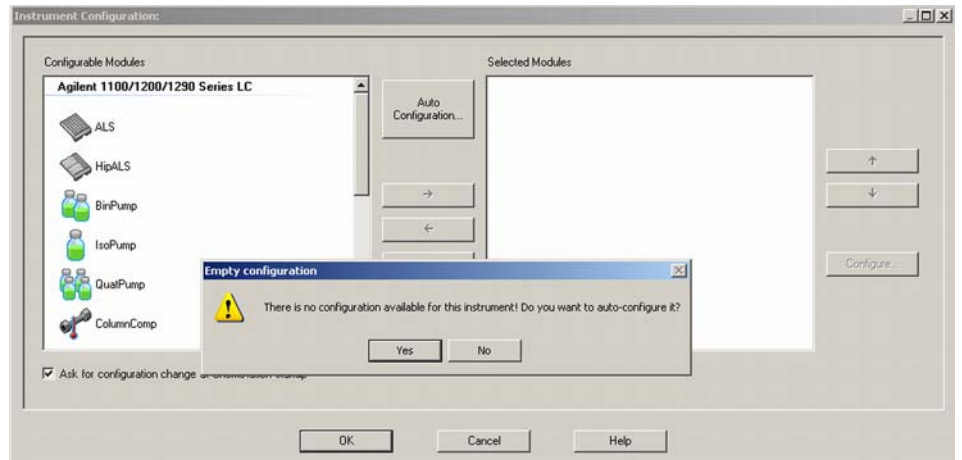 Instrument Configuration:
Configurable Modules
Selected Modules
Agilent 1100/1200/1290 Series LC
ALS
HipALS
BinPump
IsoPump
QuatPump
ColumnComp
Auto
Configuration...
→
←
↑
↓
Configure...
Empty configuration
There is no configuration available for this instrument! Do you want to auto-configure it?
Yes
No
Ask for configuration change
OK
Cancel
Help